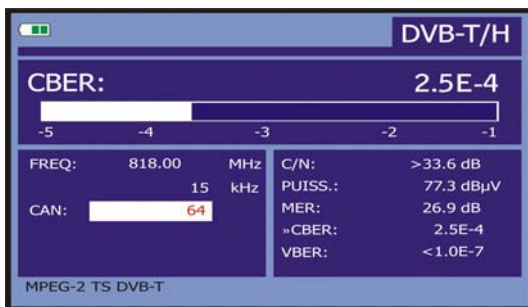 DVB-T/H
CBER: 2.5E-4
-5 -4 -3 -2 -1
FREQ: 818.00 MHz
15 kHz
CAN: 64
C/N: >33.6 dB
PUISS.: 77.3 dBµV
MER: 26.9 dB
»CBER: 2.5E-4
VBER: <1.0E-7
MPEG-2 TS DVB-T